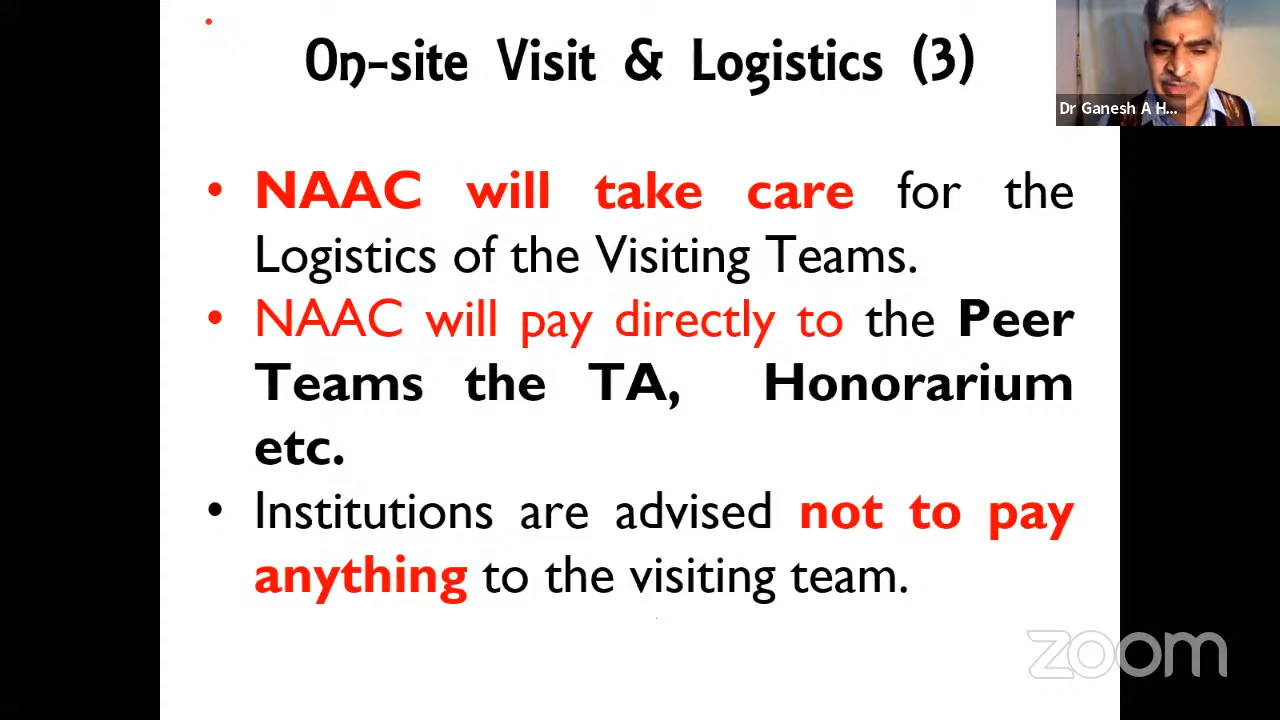 On-site Visit & Logistics (3)
Dr Ganesh A H...
• NAAC will take care for the
Logistics of the Visiting Teams.
• NAAC will pay directly to the Peer
Teams the TA, Honorarium
etc.
• Institutions are advised not to pay
anything to the visiting team.
zoom